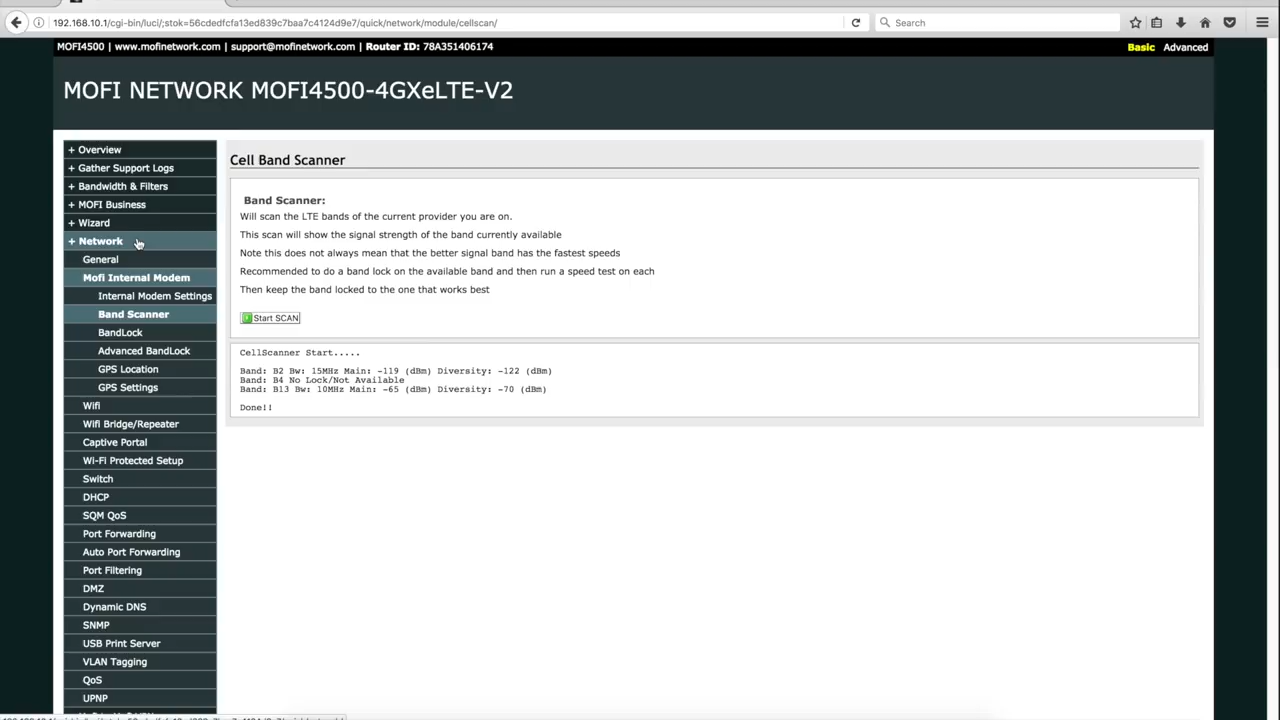 192.168.10.1/cgi-bin/luci/;stok=56cdedfcfa13ed839c7baa7c4124d9e7/quick/network/module/cellscan/
Search
MOFI4500 | www.mofinetwork.com | support@mofinetwork.com | Router ID: 78A351406174
Basic Advanced
MOFI NETWORK MOFI4500-4GXeLTE-V2
+ Overview
+ Gather Support Logs
+ Bandwidth & Filters
+ MOFI Business
+ Wizard
+ Network
General
Mofi Internal Modem
Internal Modem Settings
Band Scanner
BandLock
Advanced BandLock
GPS Location
GPS Settings
Wifi
Wifi Bridge/Repeater
Captive Portal
Wi-Fi Protected Setup
Switch
DHCP
SQM QoS
Port Forwarding
Auto Port Forwarding
Port Filtering
DMZ
Dynamic DNS
SNMP
USB Print Server
VLAN Tagging
QoS
UPNP
Cell Band Scanner
Band Scanner:
Will scan the LTE bands of the current provider you are on.
This scan will show the signal strength of the band currently available
Note this does not always mean that the better signal band has the fastest speeds
Recommended to do a band lock on the available band and then run a speed test on each
Then keep the band locked to the one that works best
Start SCAN
CellScanner Start.....
Band: B2 Bw: 15MHz Main: -119 (dBm) Diversity: -122 (dBm)
Band: B4 No Lock/Not Available
Band: B13 Bw: 10MHz Main: -65 (dBm) Diversity: -70 (dBm)
Done!!